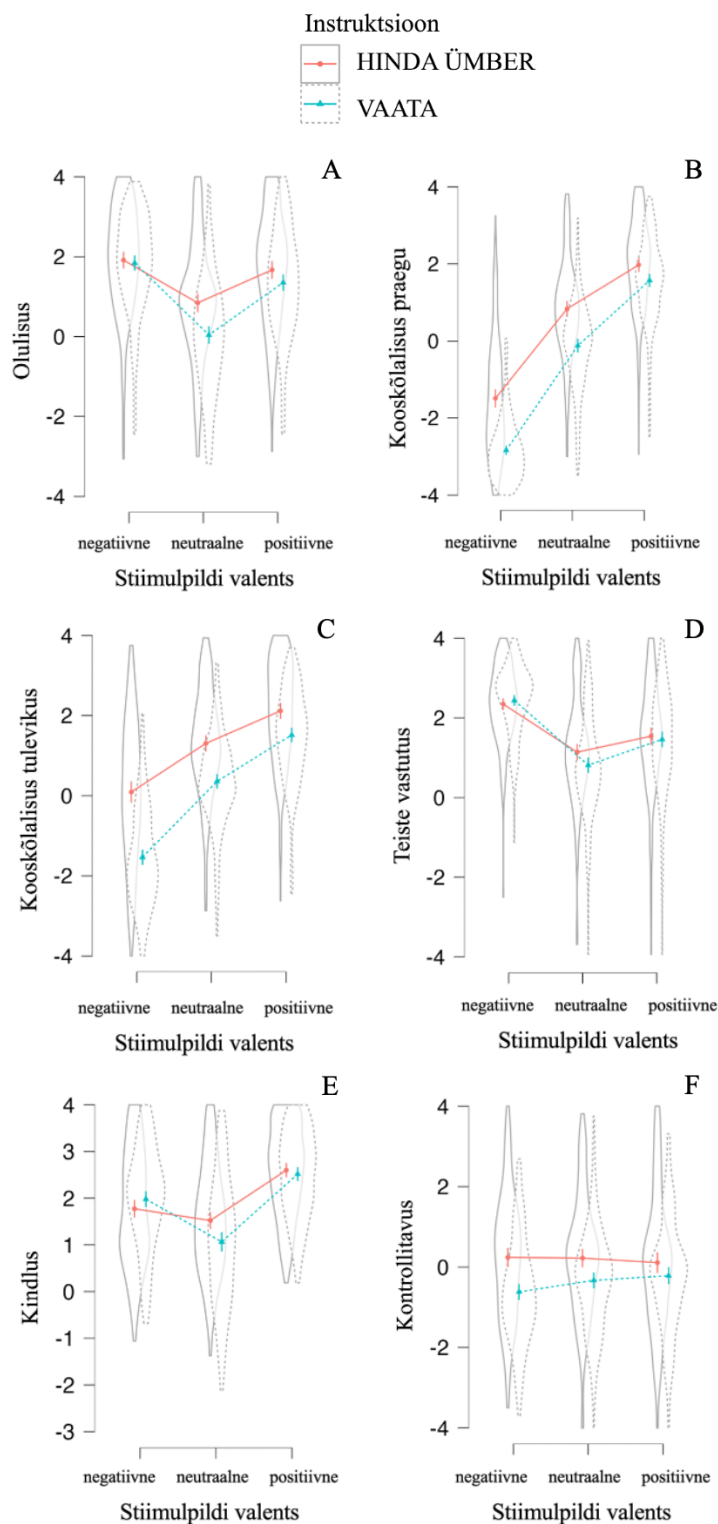 Instruktsioon
HINDA ÜMBER
VAATA
A
4
2
0
-2
-4
Olulisus
negatiivne neutraalne positiivne
Stiimulpildi valents
B
4
2
0
-2
-4
Kooskõlalisus praegu
negatiivne neutraalne positiivne
Stiimulpildi valents
C
4
2
0
-2
-4
Kooskõlalisus tulevikus
negatiivne neutraalne positiivne
Stiimulpildi valents
D
4
2
0
-2
-4
Teiste vastutus
negatiivne neutraalne positiivne
Stiimulpildi valents
E
4
3
2
1
0
-1
-2
-3
Kindlus
negatiivne neutraalne positiivne
Stiimulpildi valents
F
4
2
0
-2
-4
Kontrollitavus
negatiivne neutraalne positiivne
Stiimulpildi valents